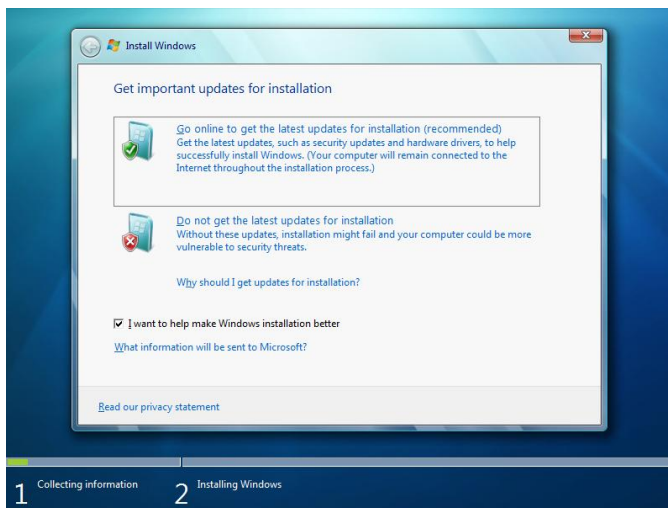 Install Windows
Get important updates for installation
Go online to get the latest updates for installation (recommended)
Get the latest updates, such as security updates and hardware drivers, to help
successfully install Windows. (Your computer will remain connected to the
Internet throughout the installation process.)
Do not get the latest updates for installation
Without these updates, installation might fail and your computer could be more
vulnerable to security threats.
Why should I get updates for installation?
I want to help make Windows installation better
What information will be sent to Microsoft?
Read our privacy statement
1 Collecting information 2 Installing Windows